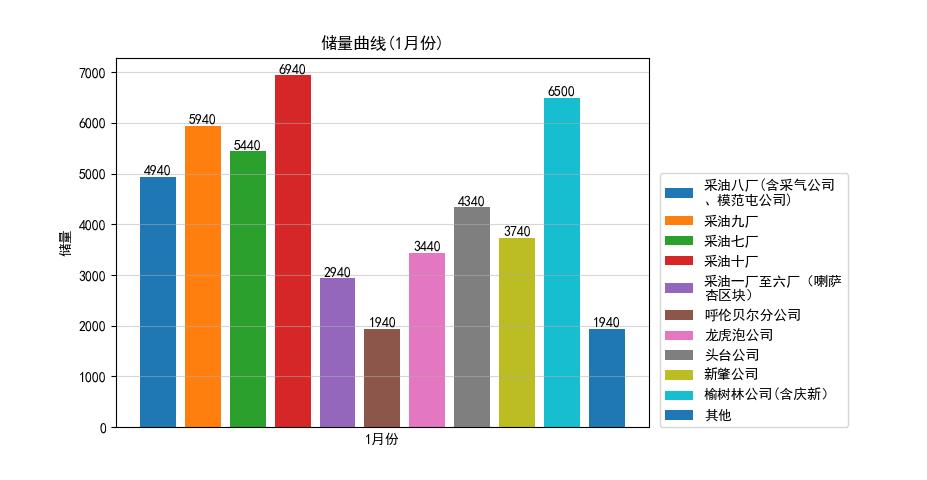 储量曲线(1月份)
储量
7000
6000
5000
4000
3000
2000
1000
0
4940
5940
5440
6940
2940
1940
3440
4340
3740
6500
1940
1月份
采油八厂(含采气公司
、模范屯公司)
采油九厂
采油七厂
采油十厂
采油一厂至六厂（喇萨
杏区块）
呼伦贝尔分公司
龙虎泡公司
头台公司
新肇公司
榆树林公司(含庆新）
其他